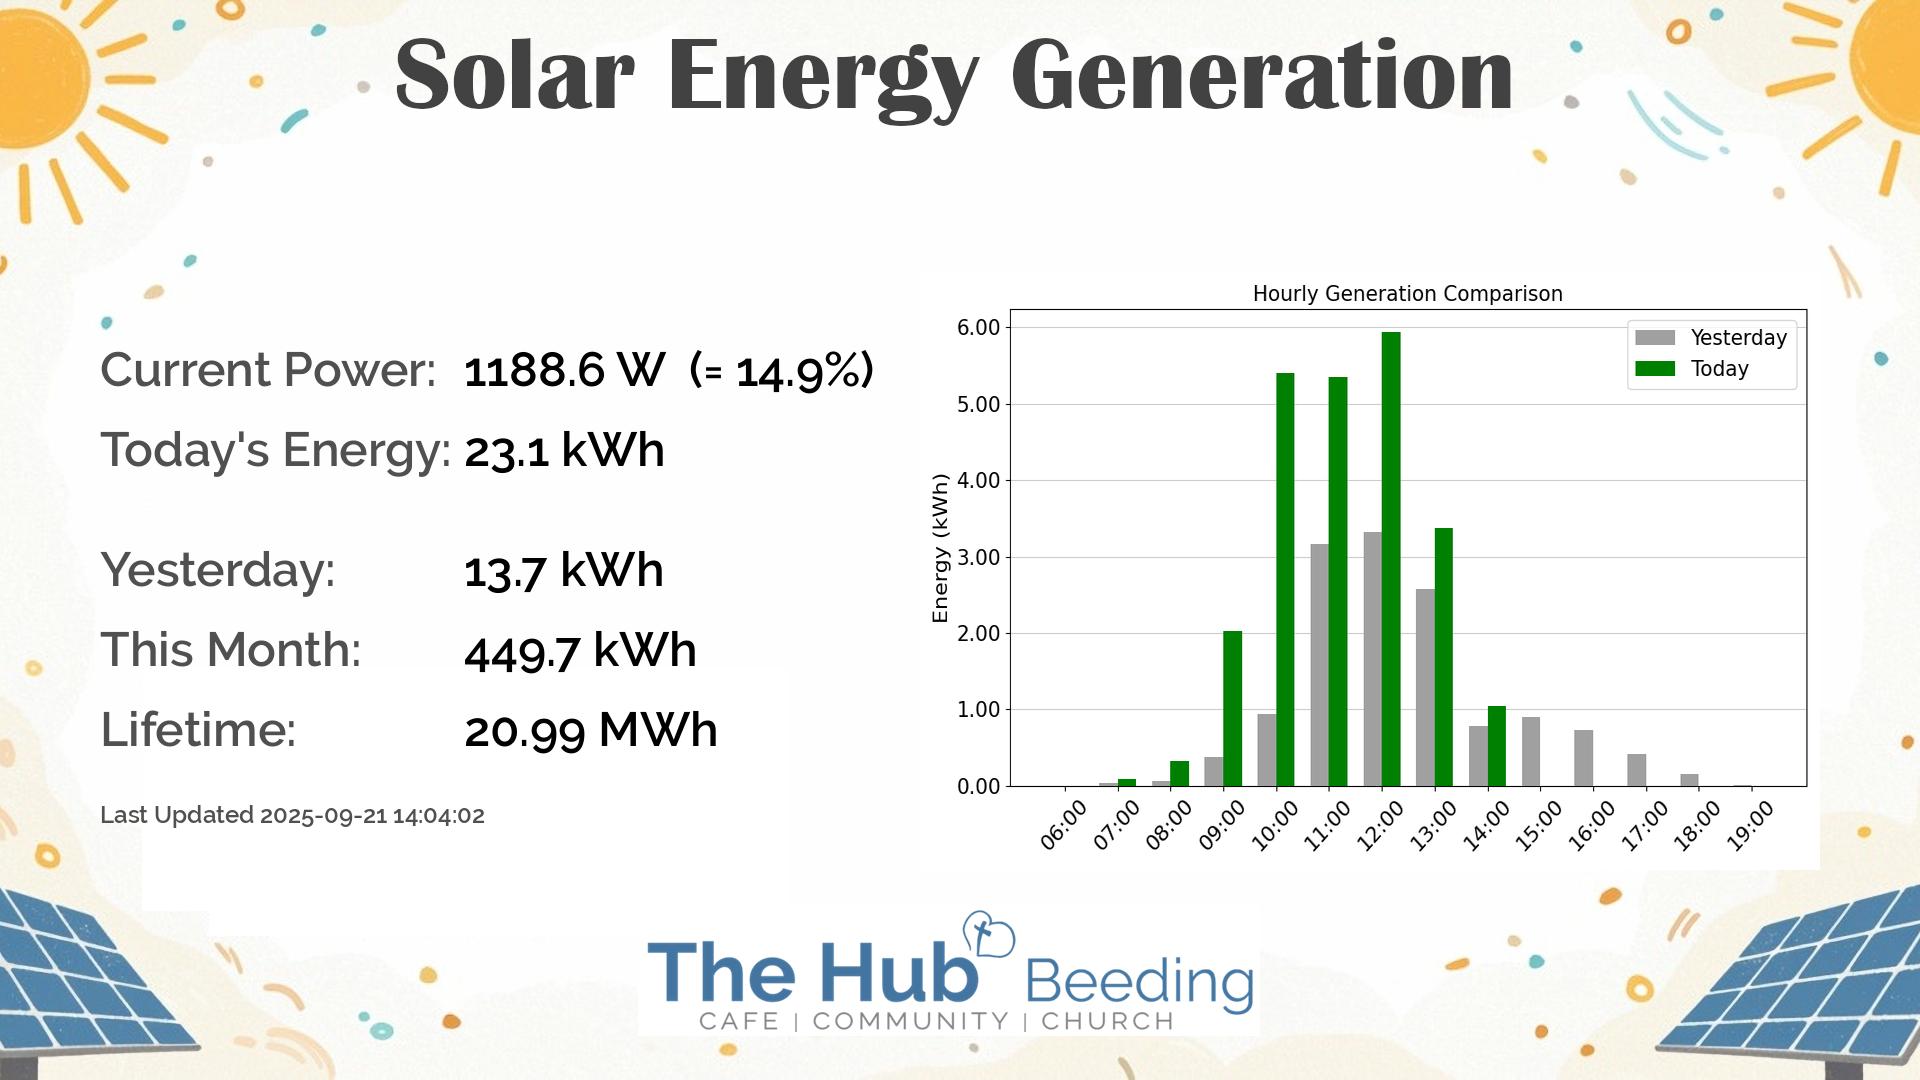 Solar Energy Generation
Current Power: 1188.6 W (= 14.9%)
Today's Energy: 23.1 kWh
Yesterday: 13.7 kWh
This Month: 449.7 kWh
Lifetime: 20.99 MWh
Last Updated 2025-09-21 14:04:02
Hourly Generation Comparison
Yesterday
Today
Energy (kWh)
6.00
5.00
4.00
3.00
2.00
1.00
0.00
06:00 07:00 08:00 09:00 10:00 11:00 12:00 13:00 14:00 15:00 16:00 17:00 18:00 19:00
The Hub Beeding
CAFE | COMMUNITY | CHURCH